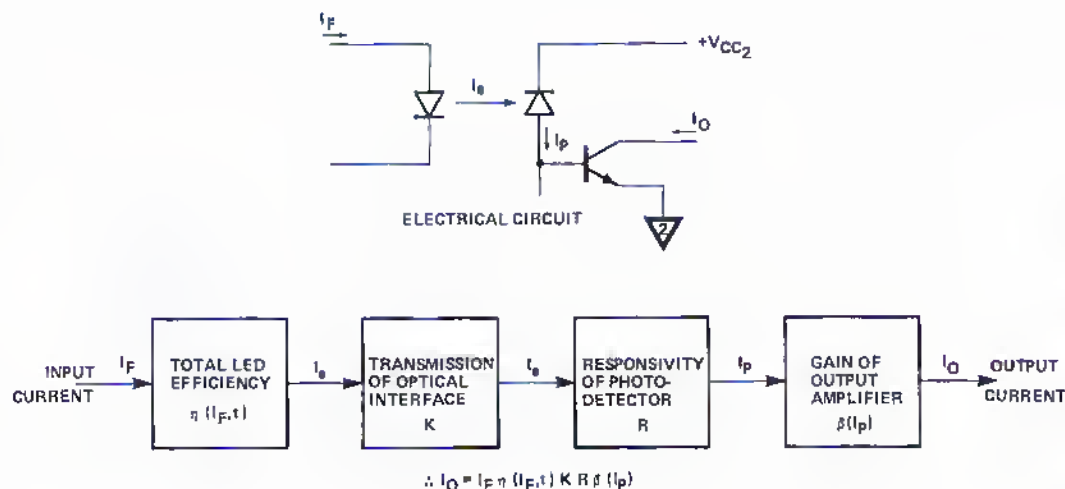 I_F
I_e
+V_CC2
I_P
I_O
ELECTRICAL CIRCUIT
2
INPUT CURRENT
I_F
TOTAL LED
EFFICIENCY
η (I_F,t)
I_e
TRANSMISSION
OF OPTICAL
INTERFACE
K
I_e
RESPONSIVITY
OF PHOTO-
DETECTOR
R
I_P
GAIN OF
OUTPUT
AMPLIFIER
β(I_P)
I_O
OUTPUT CURRENT
∴ I_O = I_F η (I_F,t) K R β (I_P)